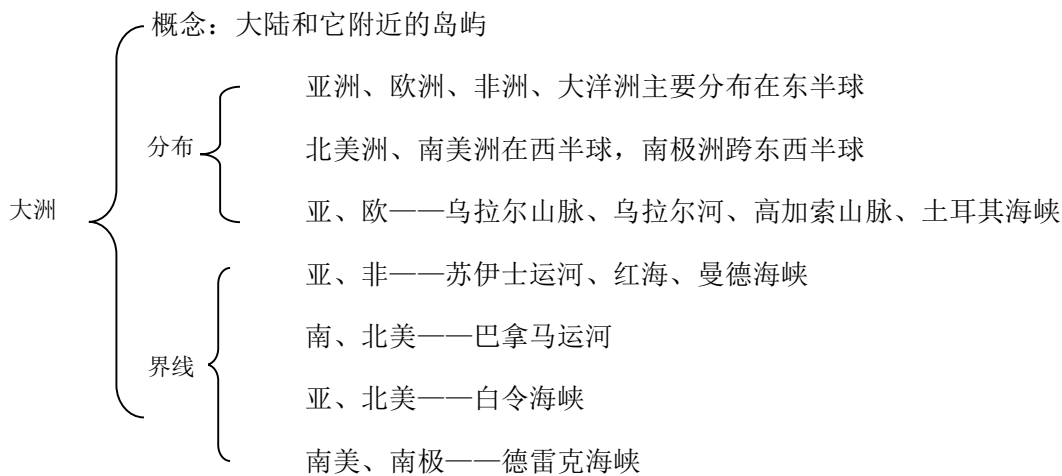 概念：大陆和它附近的岛屿
亚洲、欧洲、非洲、大洋洲主要分布在东半球
分布
北美洲、南美洲在西半球，南极洲跨东西半球
大洲
亚、欧——乌拉尔山脉、乌拉尔河、高加索山脉、土耳其海峡
亚、非——苏伊士运河、红海、曼德海峡
南、北美——巴拿马运河
界线
亚、北美——白令海峡
南美、南极——德雷克海峡